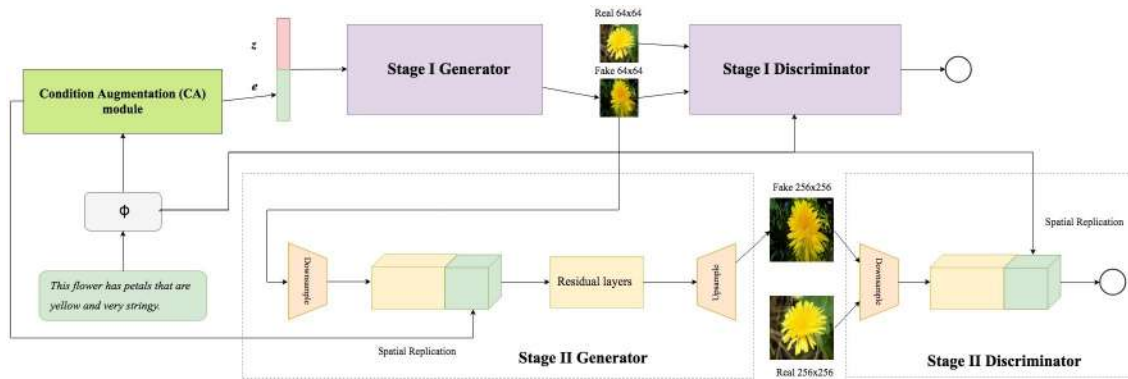 Real 64x64
z
Stage I Generator
Stage I Discriminator
Fake 64x64
Condition Augmentation (CA)
module
e
Φ
Fake 256x256
Spatial Replication
This flower has petals that are
yellow and very stringy.
Downsample
Residual layers
Upsample
Downsample
Spatial Replication
Stage II Generator
Real 256x256
Stage II Discriminator